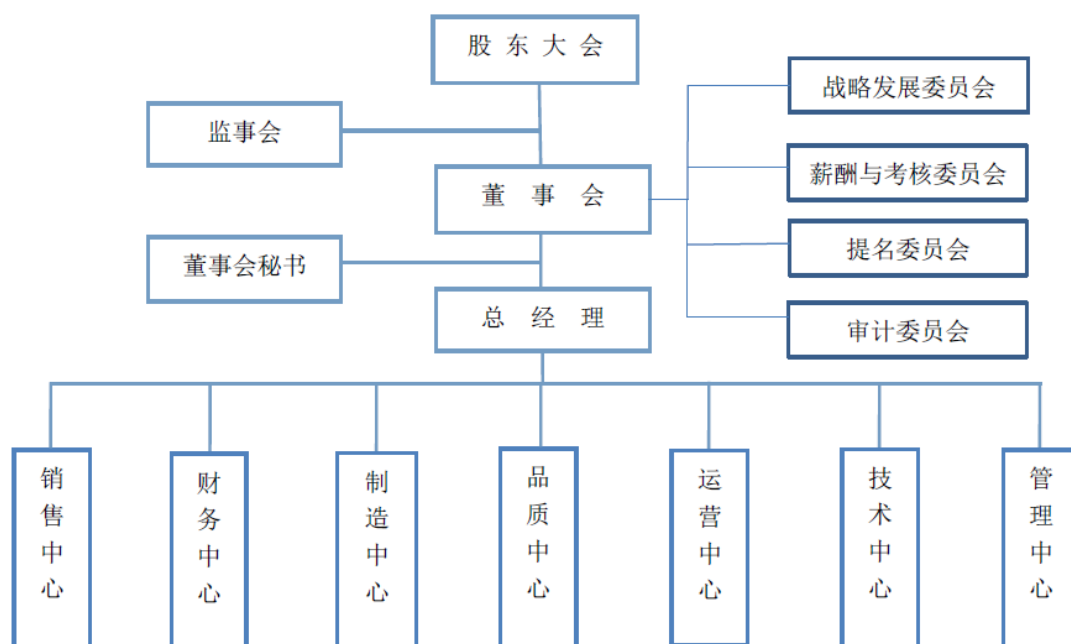 股东大会
战略发展委员会
监事会
薪酬与考核委员会
董事会
提名委员会
董事会秘书
总经理
审计委员会
销售中心
财务中心
制造中心
品质中心
运营中心
技术中心
管理中心